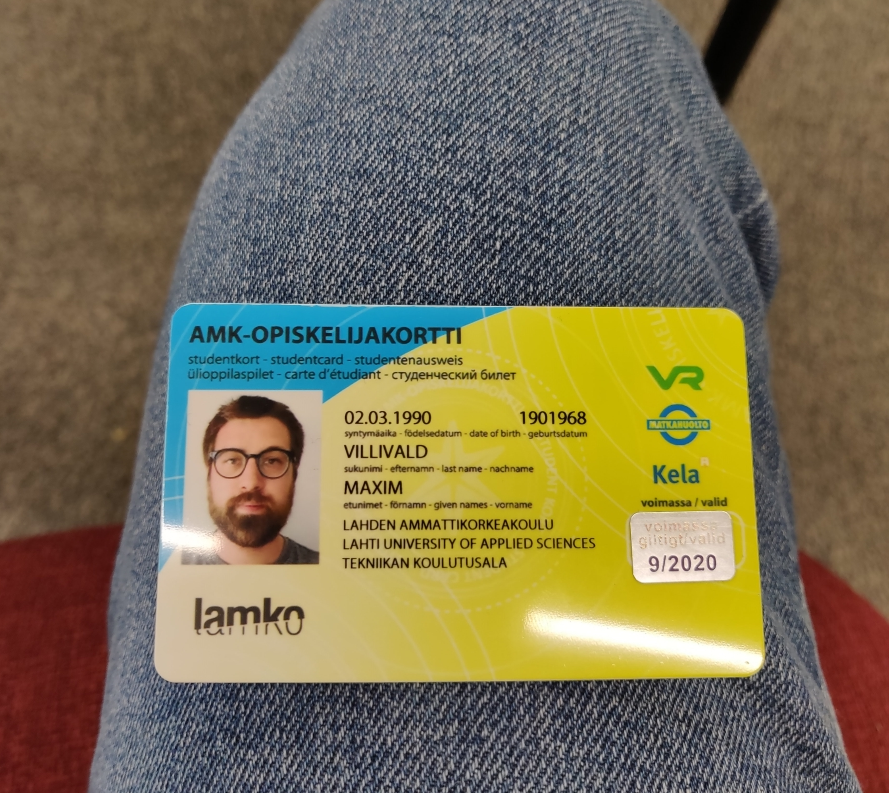 AMK-OPISKELIJAKORTTI
studentkort - studentcard - studentenausweis
ülioppilaspilet - carte d'étudiant - студенческий билет
02.03.1990 1901968
syntymäaika - födelsedatum - date of birth - geburtsdatum
VILLIVALD
sukunimi - efternamn - last name - nachname
MAXIM
etunimet - förnamn - given names - vorname
LAHDEN AMMATTIKORKEAKOULU
LAHTI UNIVERSITY OF APPLIED SCIENCES
TEKNIIKAN KOULUTUSALA
lamko
VR
MATKAHUOLTO
Kela
voimassa / valid
voimassa
giltigt/valid
9/2020